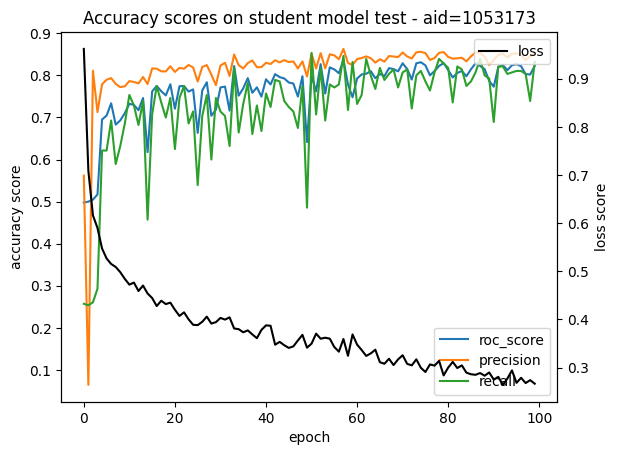 Accuracy scores on student model test - aid=1053173
accuracy score
0.9
0.8
0.7
0.6
0.5
0.4
0.3
0.2
0.1
0
20
40
60
80
100
epoch
0.9
0.8
0.7
0.6
0.5
0.4
0.3
loss score
loss
roc_score
precision
recall